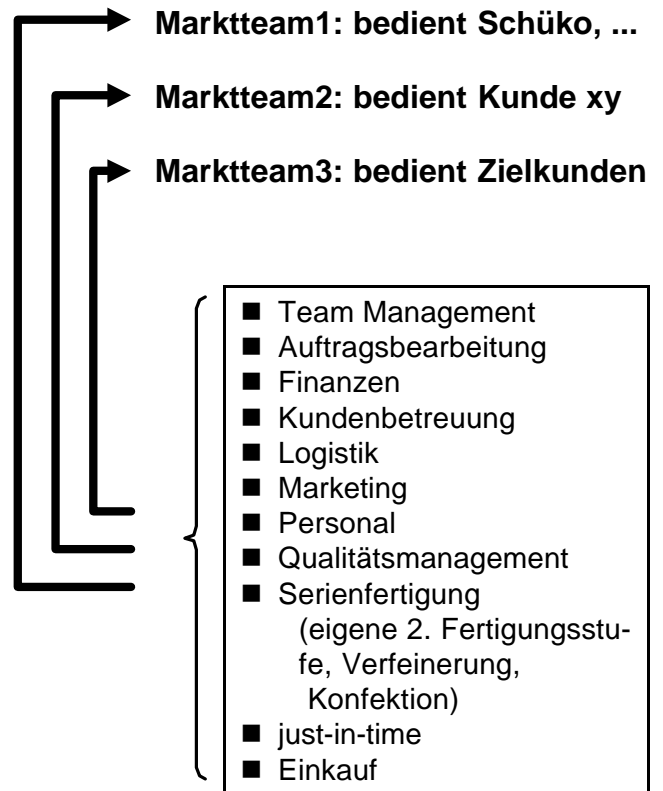 Marktteam1: bedient Schüko, ...
Marktteam2: bedient Kunde xy
Marktteam3: bedient Zielkunden
■ Team Management
■ Auftragsbearbeitung
■ Finanzen
■ Kundenbetreuung
■ Logistik
■ Marketing
■ Personal
■ Qualitätsmanagement
■ Serienfertigung
(eigene 2. Fertigungsstu-
fe, Verfeinerung,
Konfektion)
■ just-in-time
■ Einkauf